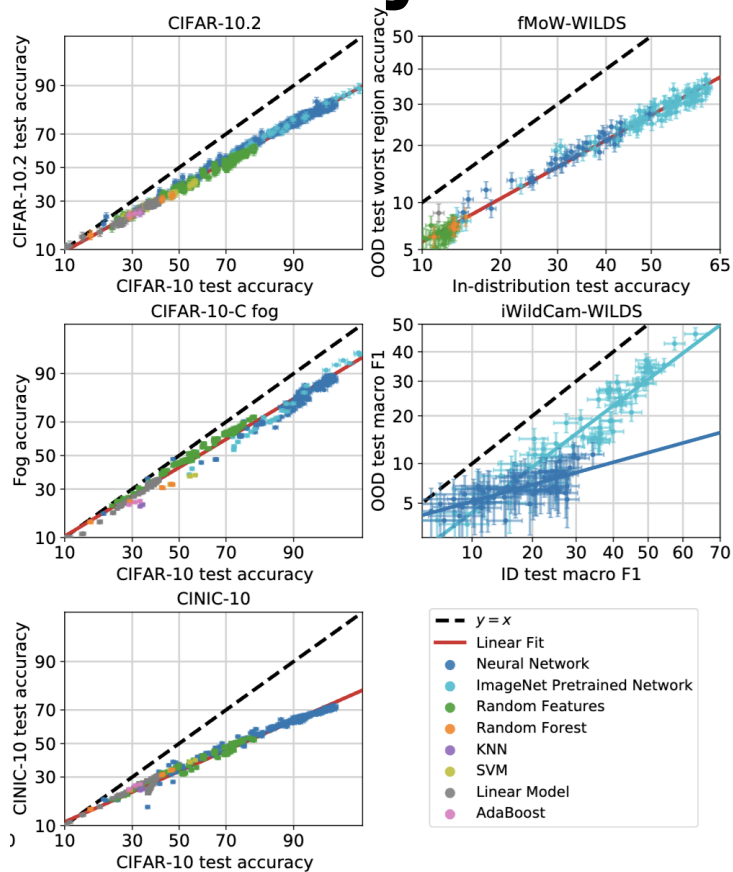 CIFAR-10.2
CIFAR-10.2 test accuracy
90
70
50
30
10
10 30 50 70 90
CIFAR-10 test accuracy
fMoW-WILDS
OOD test worst region accuracy
50
40
30
20
10
5
10 20 30 40 50 65
In-distribution test accuracy
CIFAR-10-C fog
Fog accuracy
90
70
50
30
10
10 30 50 70 90
CIFAR-10 test accuracy
iWildCam-WILDS
OOD test macro F1
50
40
30
20
10
5
10 20 30 40 50 60 70
ID test macro F1
CINIC-10
CINIC-10 test accuracy
90
70
50
30
10
10 30 50 70 90
CIFAR-10 test accuracy
y = x
Linear Fit
Neural Network
ImageNet Pretrained Network
Random Features
Random Forest
KNN
SVM
Linear Model
AdaBoost